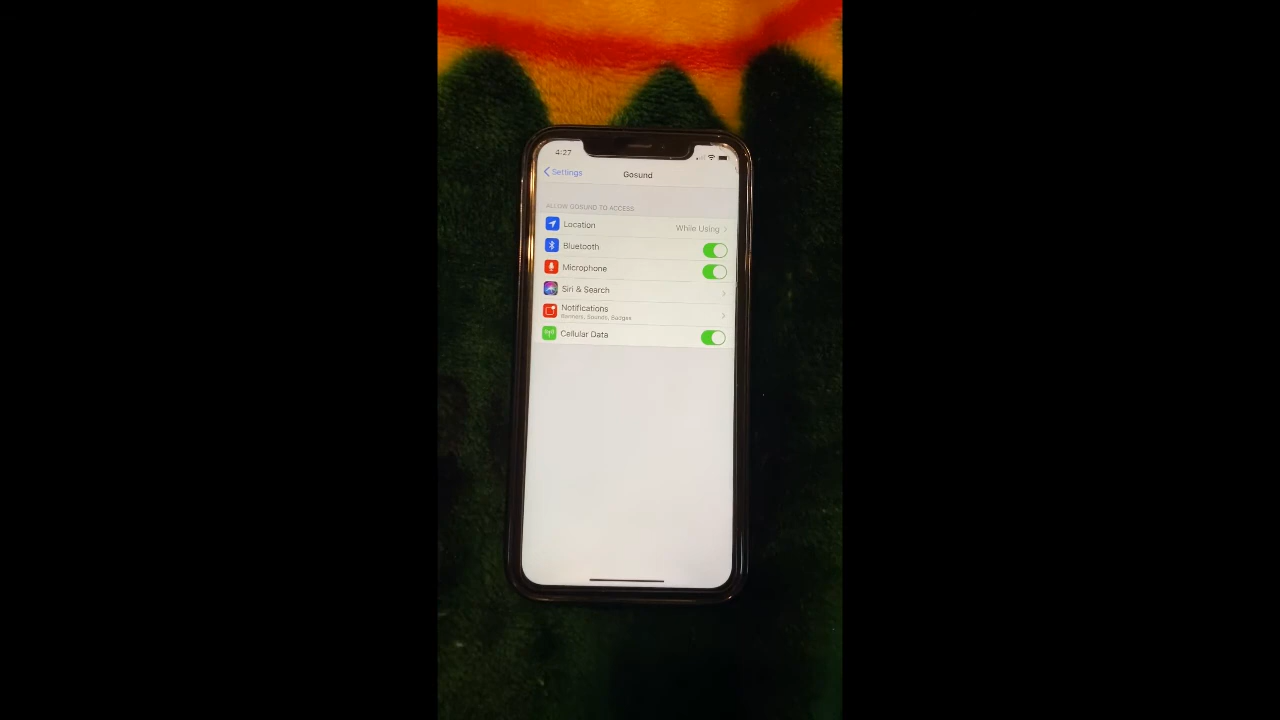 4:27
Settings
Gosund
ALLOW GOSUND TO ACCESS
Location While Using
Bluetooth
Microphone
Siri & Search
Notifications
Banners, Sounds, Badges
Cellular Data